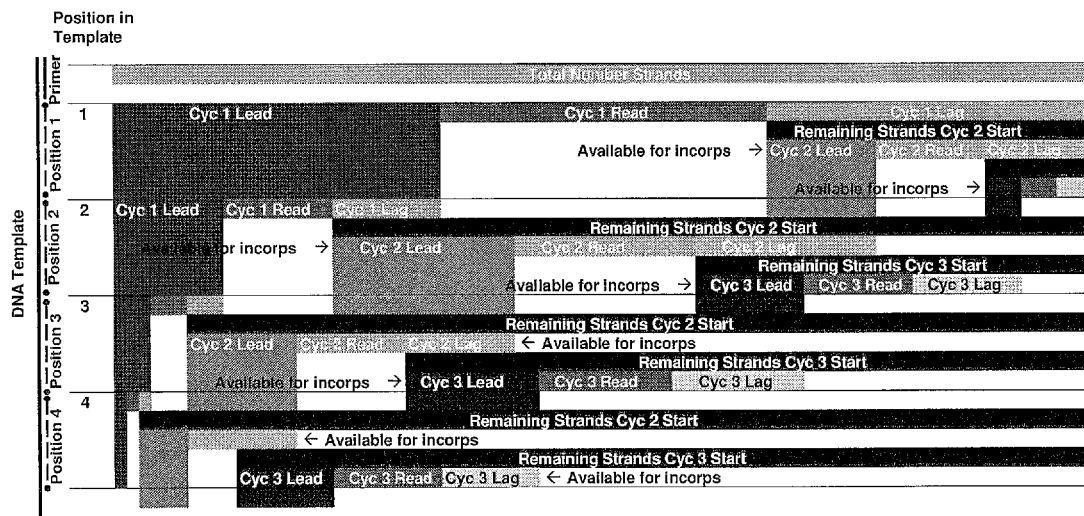 Position in
Template
DNA Template
Primer
Position 1
Position 2
Position 3
Position 4
Total Number Strands
1
Cyc 1 Lead
Cyc 1 Read
Cyc 1 Lag
Remaining Strands Cyc 2 Start
Available for incorps →
Cyc 2 Lead
Cyc 2 Read
Cyc 2 Lag
Available for incorps →
2
Cyc 1 Lead
Cyc 1 Read
Cyc 1 Lag
Remaining Strands Cyc 2 Start
Available for incorps →
Cyc 2 Lead
Cyc 2 Read
Cyc 2 Lag
Remaining Strands Cyc 3 Start
Available for incorps →
Cyc 3 Lead
Cyc 3 Read
Cyc 3 Lag
3
Remaining Strands Cyc 2 Start
Cyc 2 Lead
Cyc 2 Read
Cyc 2 Lag
← Available for incorps
Remaining Strands Cyc 3 Start
Available for incorps →
Cyc 3 Lead
Cyc 3 Read
Cyc 3 Lag
4
Remaining Strands Cyc 2 Start
← Available for incorps
Remaining Strands Cyc 3 Start
Cyc 3 Lead
Cyc 3 Read
Cyc 3 Lag
← Available for incorps